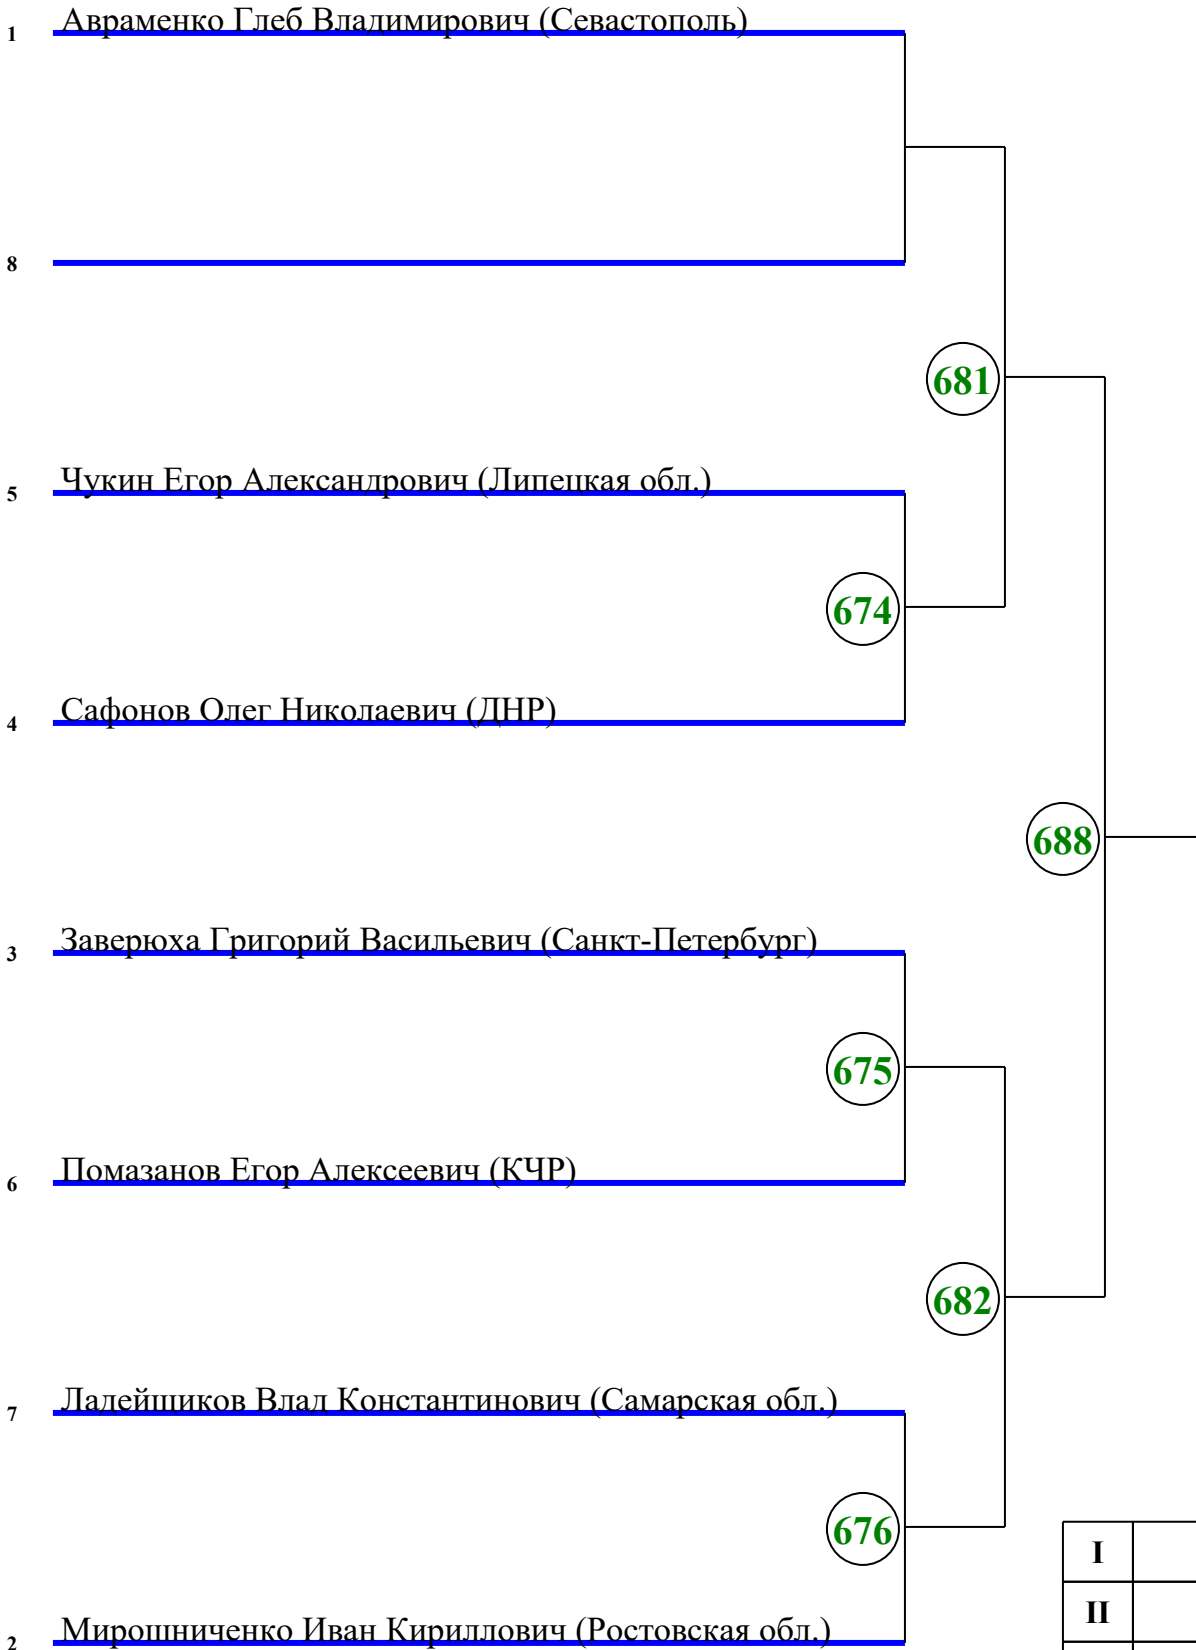 1 Авраменко Глеб Владимирович (Севастополь)
8
681
5 Чукин Егор Александрович (Липецкая обл.)
674
4 Сафонов Олег Николаевич (ДНР)
688
3 Заверюха Григорий Васильевич (Санкт-Петербург)
675
6 Помазанов Егор Алексеевич (КЧР)
682
7 Ладейщиков Влад Константинович (Самарская обл.)
676
I
II
2 Мирошниченко Иван Кириллович (Ростовская обл.)